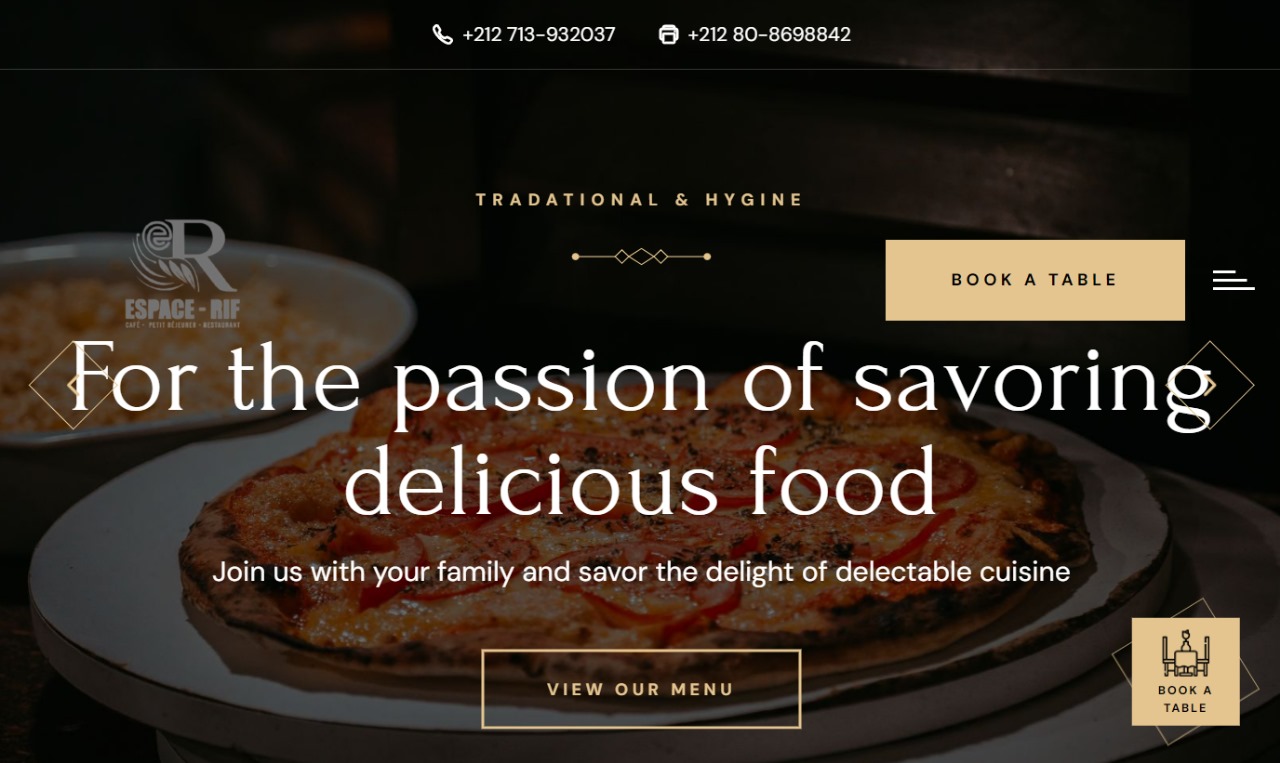 +212 713-932037 +212 80-8698842
TRADATIONAL & HYGINE
eR
ESPACE - RIF
CAFÉ - PETIT DÉJEUNER - RESTAURANT
BOOK A TABLE
For the passion of savoring
delicious food
Join us with your family and savor the delight of delectable cuisine
VIEW OUR MENU
BOOK A
TABLE